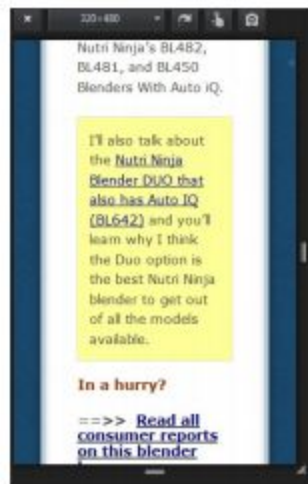 320×480
Nutri Ninja's BL482,
BL481, and BL450
Blenders With Auto iQ.
I'll also talk about
the Nutri Ninja
Blender DUO that
also has Auto IQ
(BL642) and you'll
learn why I think
the Duo option is
the best Nutri Ninja
blender to get out
of all the models
available.
In a hurry?
==>> Read all
consumer reports
on this blender